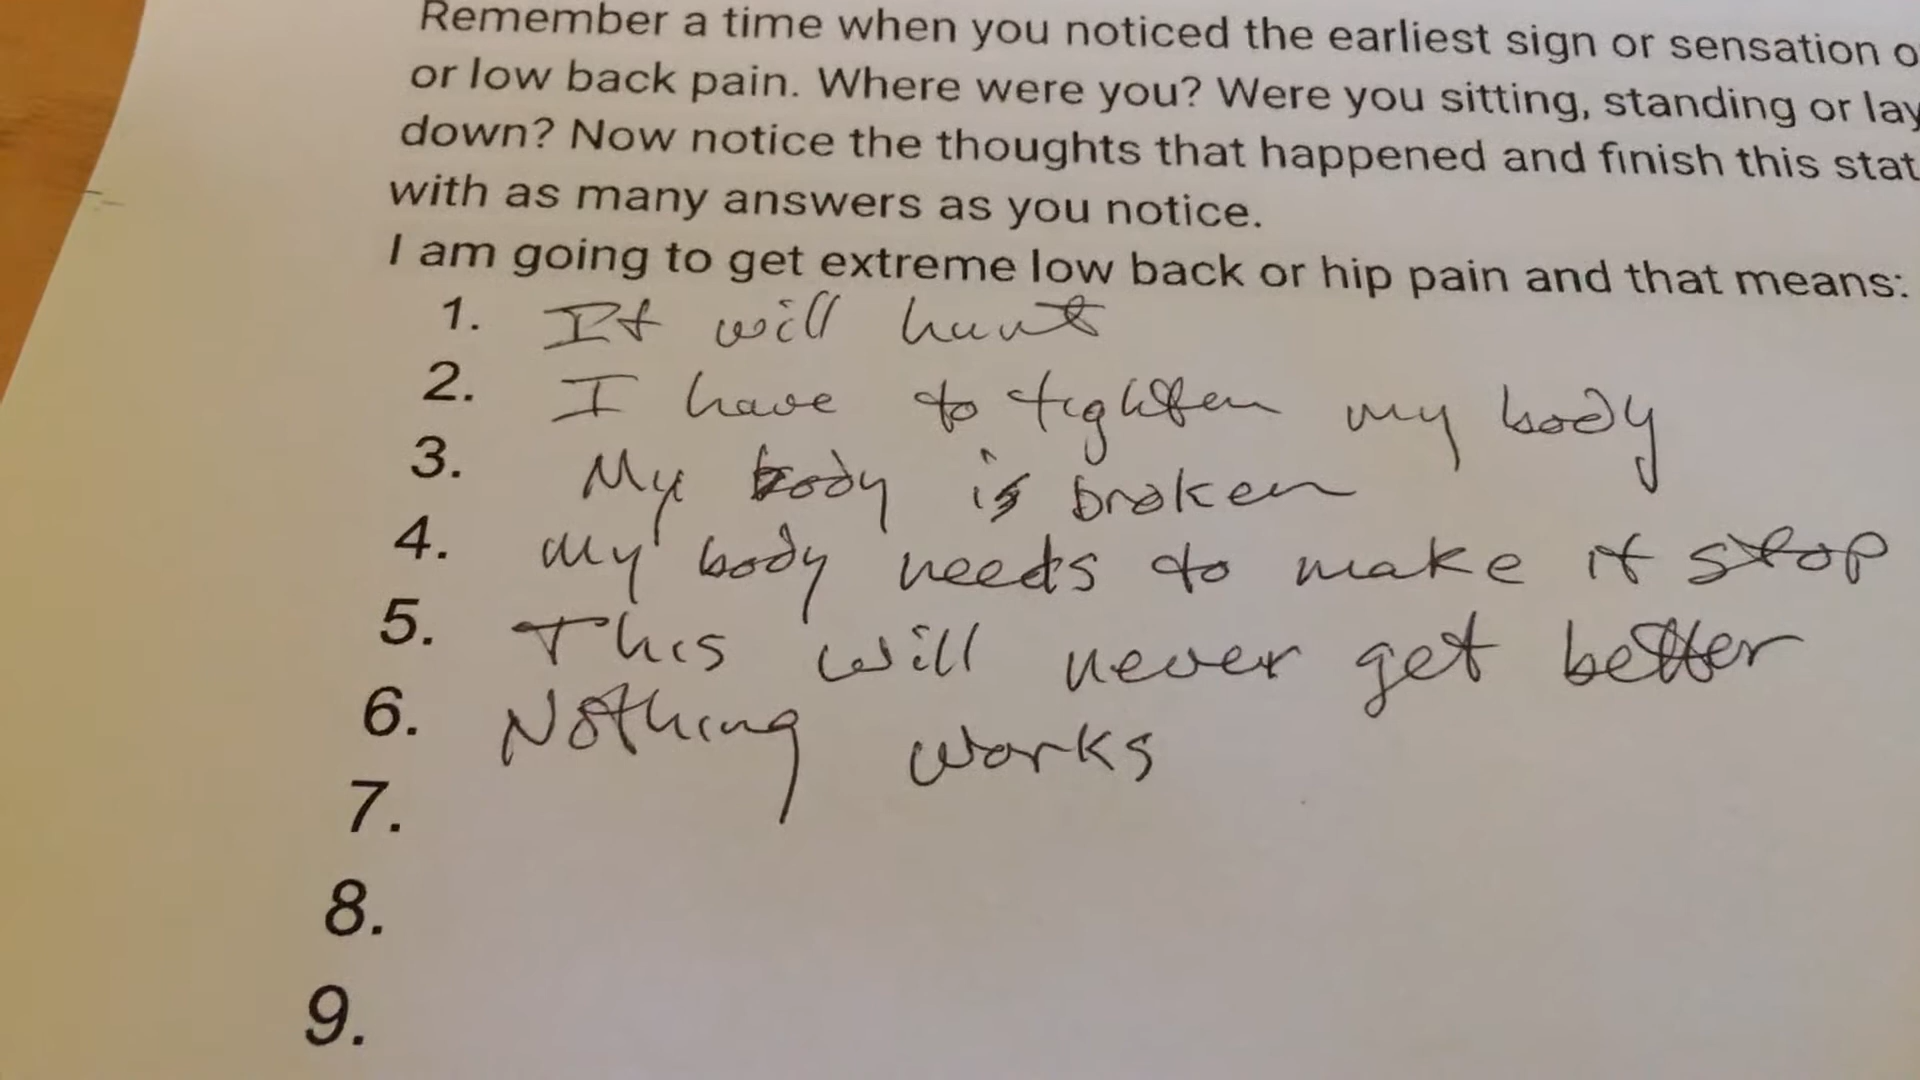 Remember a time when you noticed the earliest sign or sensation o
or low back pain. Where were you? Were you sitting, standing or lay
down? Now notice the thoughts that happened and finish this stat
with as many answers as you notice.
I am going to get extreme low back or hip pain and that means:
1. It will hurt
2. I have to tighten my body
3. My body is broken
4. My body needs to make it stop
5. This will never get better
6. Nothing works
7.
8.
9.